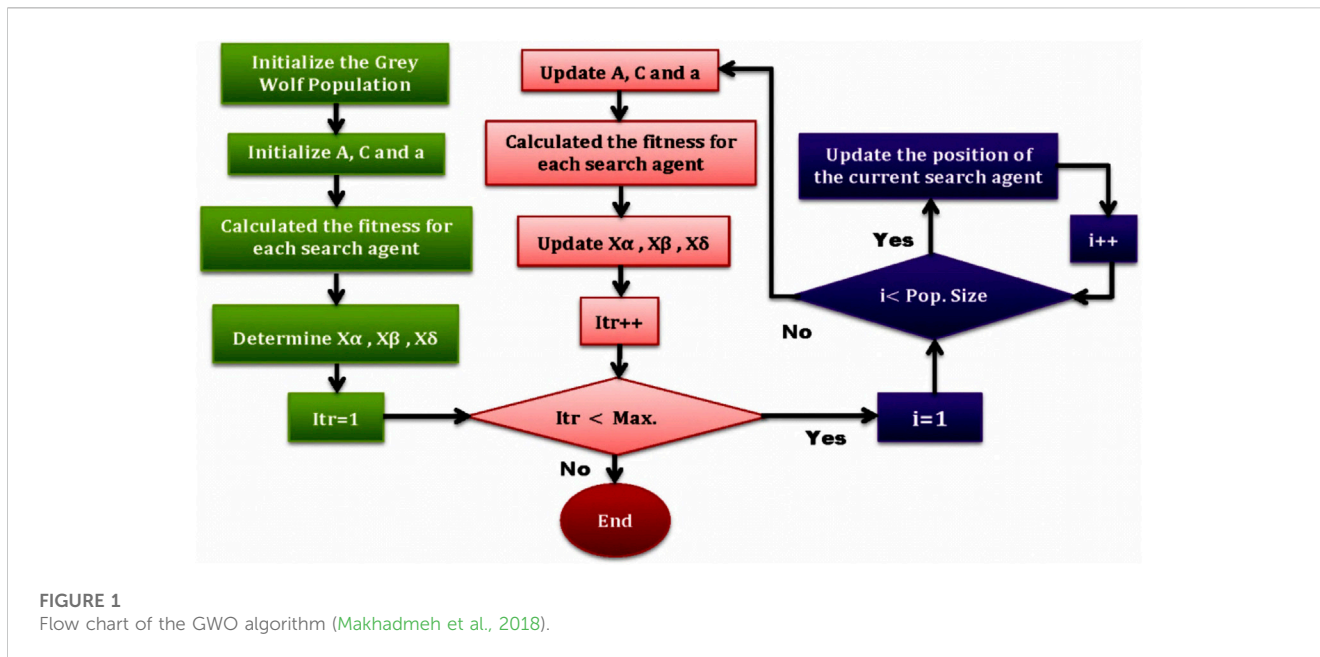 Initialize the Grey
Wolf Population
Initialize A, C and a
Calculated the fitness for
each search agent
Determine Xα , Xβ , Xδ
Itr=1
Update A, C and a
Calculated the fitness for
each search agent
Update Xα , Xβ , Xδ
Itr++
Itr < Max.
No
End
Yes
i=1
i< Pop. Size
Yes
No
Update the position of
the current search agent
i++
FIGURE 1
Flow chart of the GWO algorithm (Makhadmeh et al., 2018).